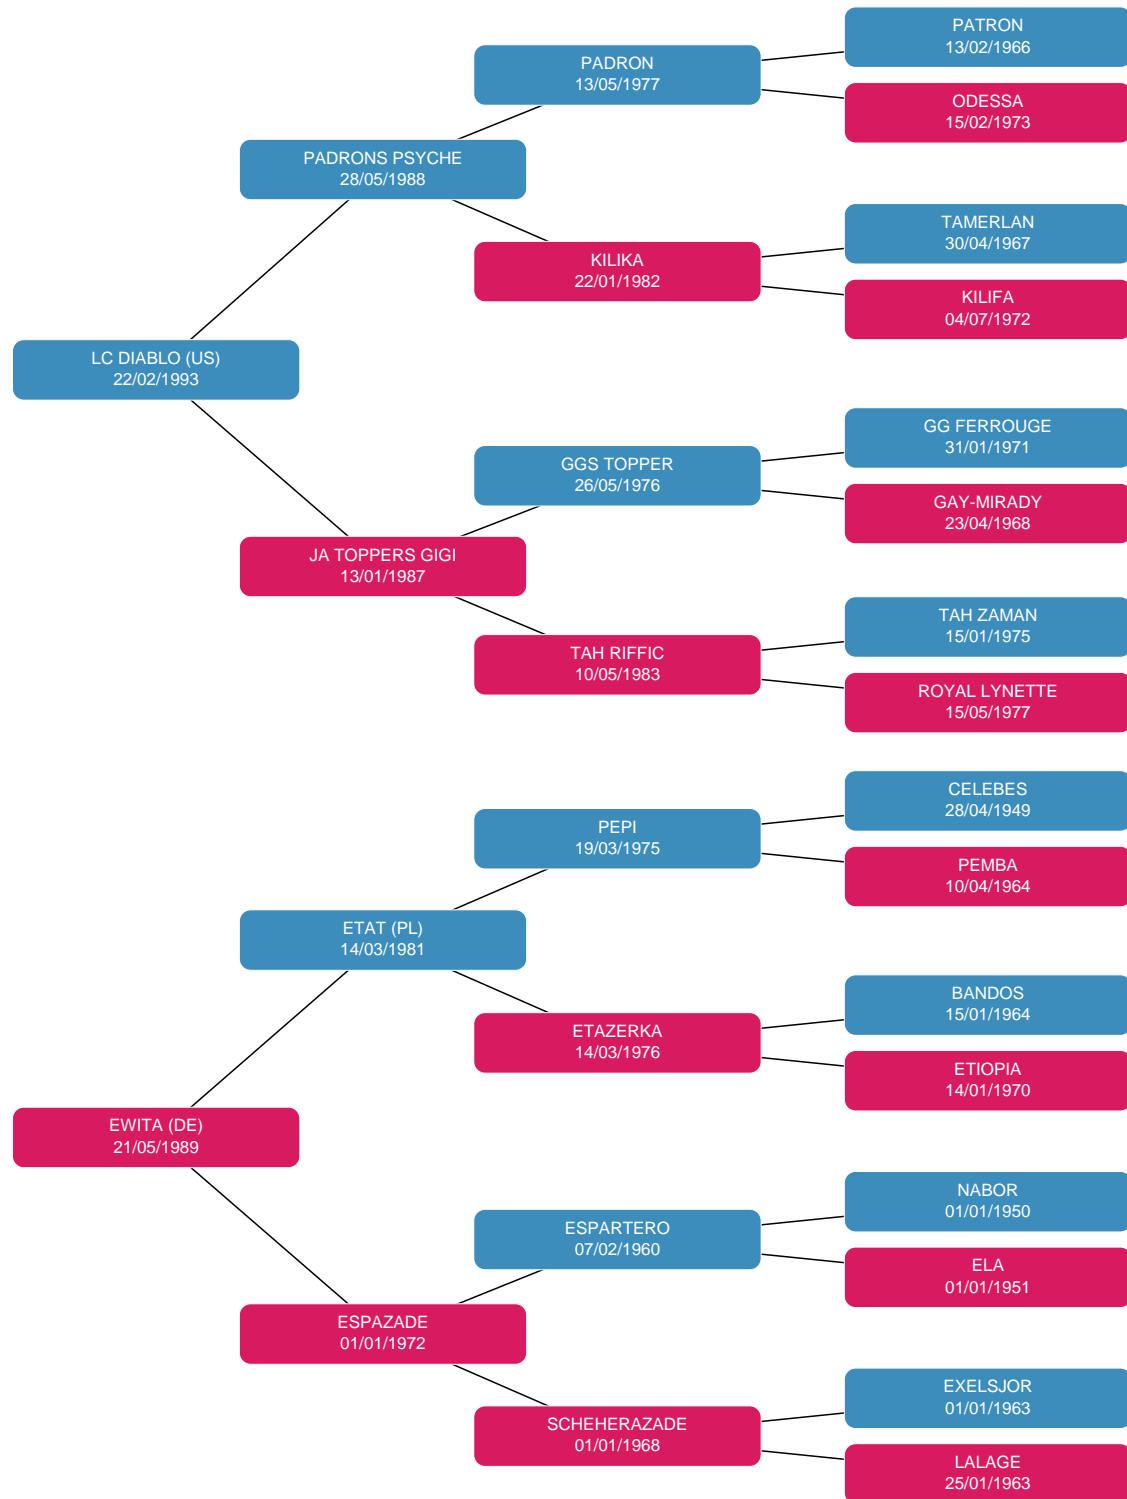 PATRON
13/02/1966
PADRON
13/05/1977
ODESSA
15/02/1973
PADRONS PSYCHE
28/05/1988
TAMERLAN
30/04/1967
KILIKA
22/01/1982
KILIFA
04/07/1972
LC DIABLO (US)
22/02/1993
GG FERROUGE
31/01/1971
GGS TOPPER
26/05/1976
GAY-MIRADY
23/04/1968
JA TOPPERS GIGI
13/01/1987
TAH ZAMAN
15/01/1975
TAH RIFFIC
10/05/1983
ROYAL LYNETTE
15/05/1977
CELEBES
28/04/1949
PEPI
19/03/1975
PEMBA
10/04/1964
ETAT (PL)
14/03/1981
BANDOS
15/01/1964
ETAZERKA
14/03/1976
ETIOPIA
14/01/1970
EWITA (DE)
21/05/1989
NABOR
01/01/1950
ESPARTERO
07/02/1960
ELA
01/01/1951
ESPAZADE
01/01/1972
EXELSJOR
01/01/1963
SCHEHERAZADE
01/01/1968
LALAGE
25/01/1963